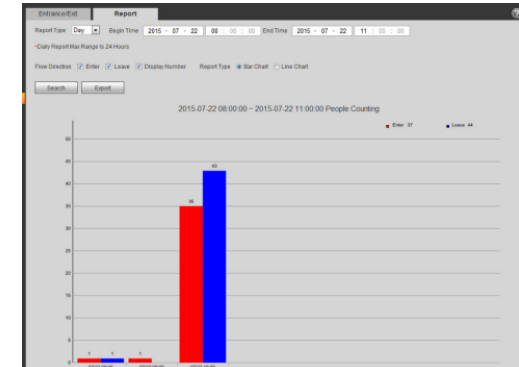 Entrance/Exit Report
Report Type Day Begin Time 2015 - 07 - 22 08 : 00 : 00 End Time 2015 - 07 - 22 11 : 00 : 00
*Daily Report Max Range Is 24 Hours
Flow Direction Enter Leave Display Number Report Type Bar Chart Line Chart
Search Export
2015-07-22 08:00:00 ~ 2015-07-22 11:00:00 People Counting
Enter 37 Leave 44
50
45
43
40
35
35
30
25
20
15
10
5
1 1 1
0